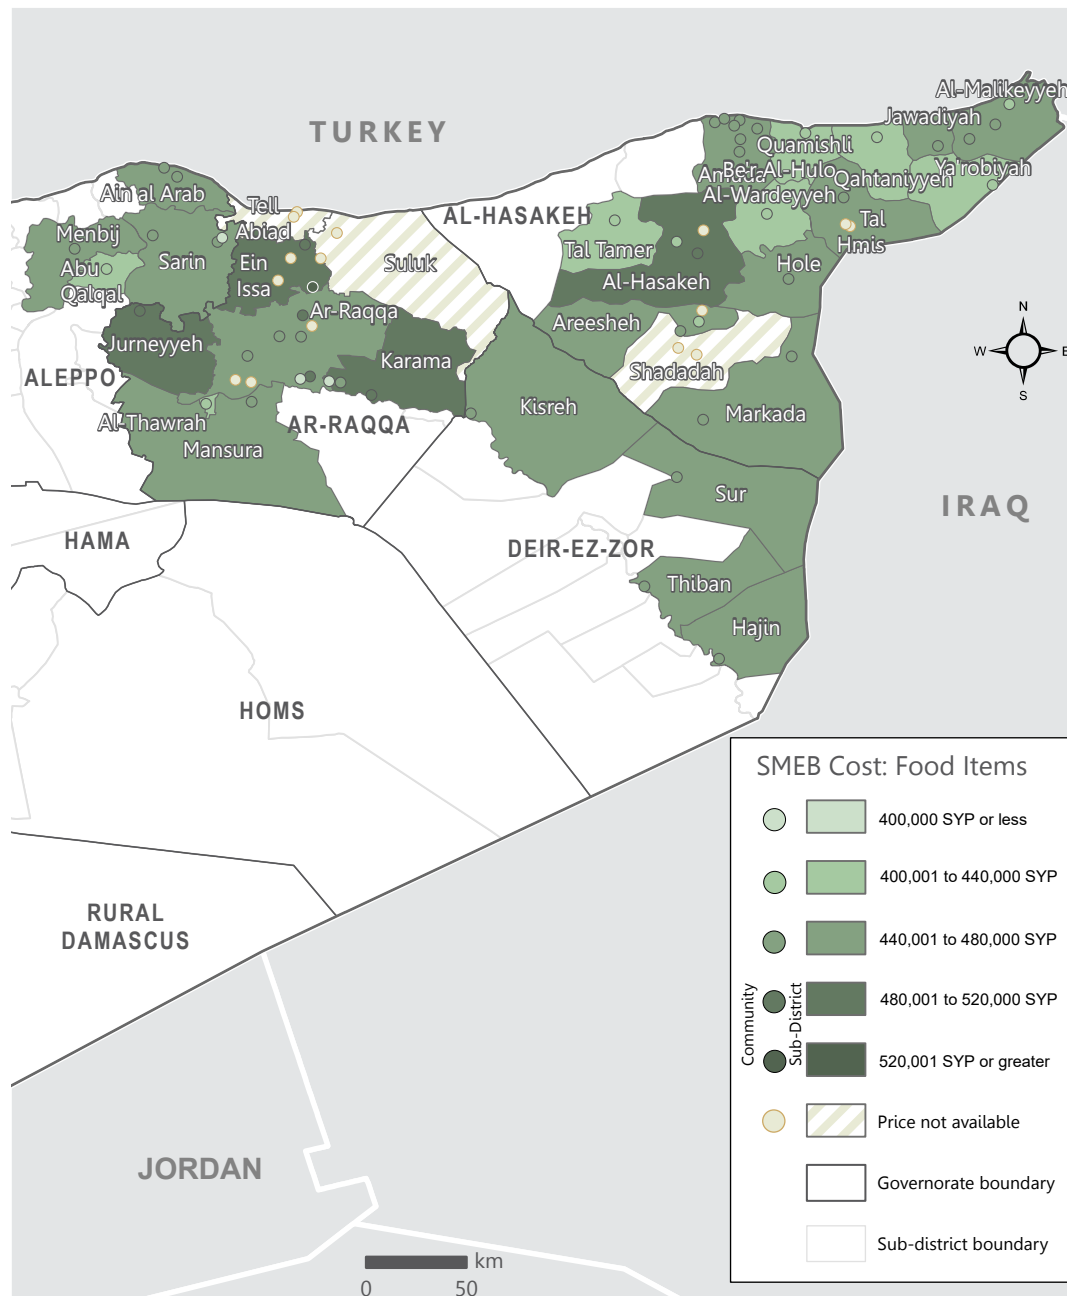 TURKEY
Al-Malikeyyeh
Jawadiyah
Quamishli
Amuda
Be'r Al-Hulo
Al-Wardeyyeh
Qahtaniyyeh
Ya'robiyah
Ain al Arab
Tell
Abiad
AL-HASAKEH
Tal Tamer
Tal
Hmis
Menbij
Abu
Qalqal
Sarin
Ein
Issa
Suluk
Al-Hasakeh
Hole
Ar-Raqqa
Areesheh
Jurneyyeh
Karama
Shadadah
ALEPPO
Al-Thawrah
AR-RAQQA
Kisreh
Markada
Mansura
Sur
IRAQ
HAMA
DEIR-EZ-ZOR
Thiban
Hajin
HOMS
RURAL
DAMASCUS
JORDAN
N
W
E
S
SMEB Cost: Food Items
400,000 SYP or less
400,001 to 440,000 SYP
440,001 to 480,000 SYP
480,001 to 520,000 SYP
520,001 SYP or greater
Community
Sub-District
Price not available
Governorate boundary
Sub-district boundary
km
0 50